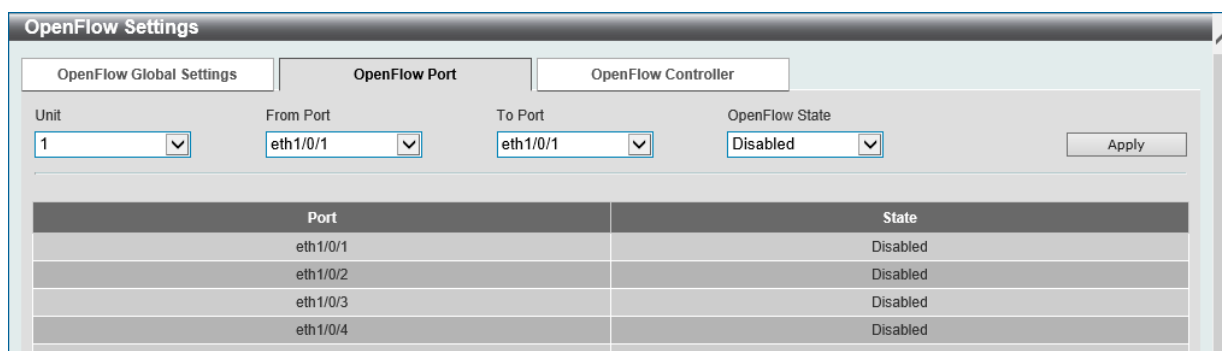 OpenFlow Settings
OpenFlow Global Settings OpenFlow Port OpenFlow Controller
Unit From Port To Port OpenFlow State
1 eth1/0/1 eth1/0/1 Disabled Apply
Port State
eth1/0/1 Disabled
eth1/0/2 Disabled
eth1/0/3 Disabled
eth1/0/4 Disabled